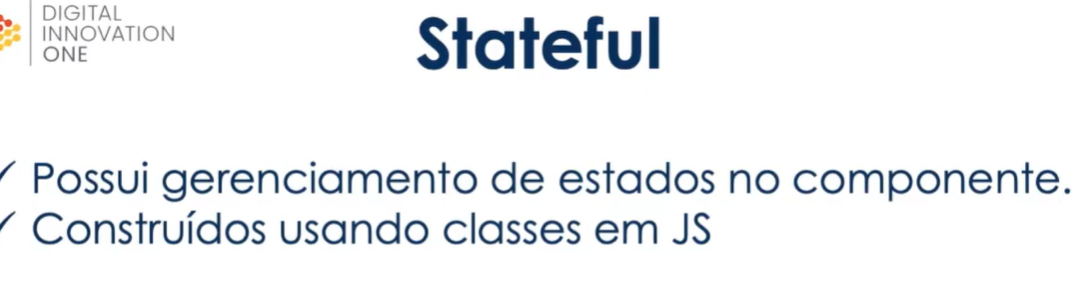 DIGITAL
INNOVATION
ONE
Stateful
✓ Possui gerenciamento de estados no componente.
✓ Construídos usando classes em JS